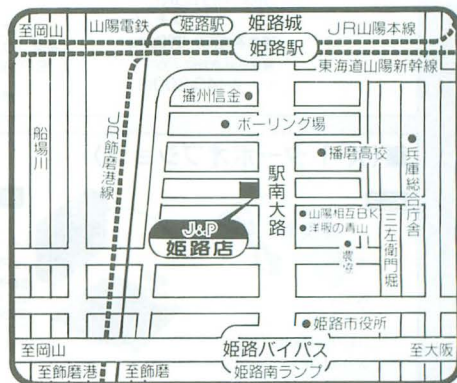 至岡山
山陽電鉄
姫路駅
姫路城
姫路駅
JR山陽本線
東海道山陽新幹線
播州信金
ボーリング場
船場川
JR飾磨港線
駅南大路
播磨高校
兵庫総合庁舎
山陽相互BK
洋服の青山
農協
三左衛門堀
J&P
姫路店
姫路市役所
至岡山
姫路バイパス
至大阪
至飾磨港
至飾磨
姫路南ランプ